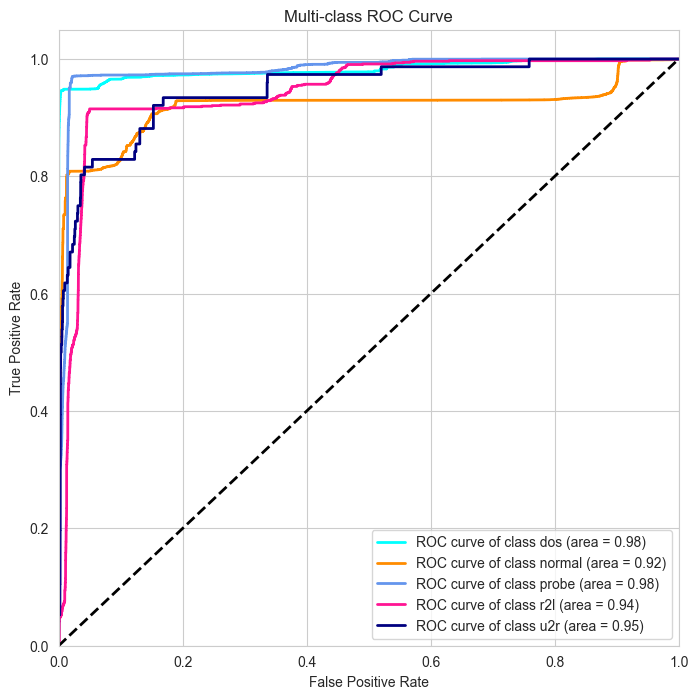 Multi-class ROC Curve
True Positive Rate
1.0
0.8
0.6
0.4
0.2
0.0
ROC curve of class dos (area = 0.98)
ROC curve of class normal (area = 0.92)
ROC curve of class probe (area = 0.98)
ROC curve of class r2l (area = 0.94)
ROC curve of class u2r (area = 0.95)
0.0 0.2 0.4 0.6 0.8 1.0
False Positive Rate